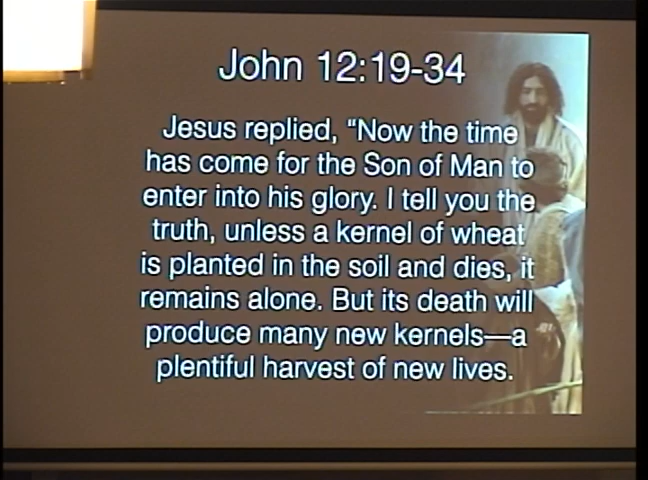 John 12:19-34
Jesus replied, “Now the time
has come for the Son of Man to
enter into his glory. I tell you the
truth, unless a kernel of wheat
is planted in the soil and dies, it
remains alone. But its death will
produce many new kernels—a
plentiful harvest of new lives.